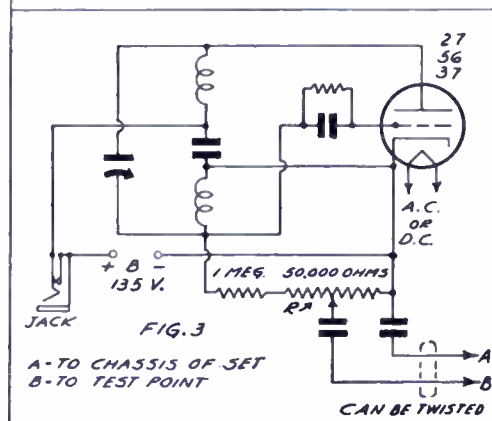 27
56
37
A.C.
OR
D.C.
+ B -
135 V.
1 MEG. 50,000 OHMS
R
JACK
FIG. 3
A-TO CHASSIS OF SET
B-TO TEST POINT
A
B
CAN BE TWISTED